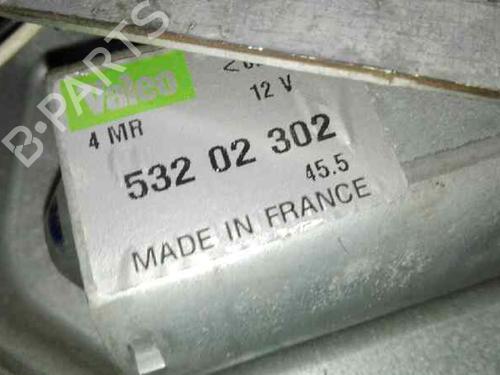 valeo
12 V
4 MR
532 02 302
45.5
MADE IN FRANCE
B-PARTS